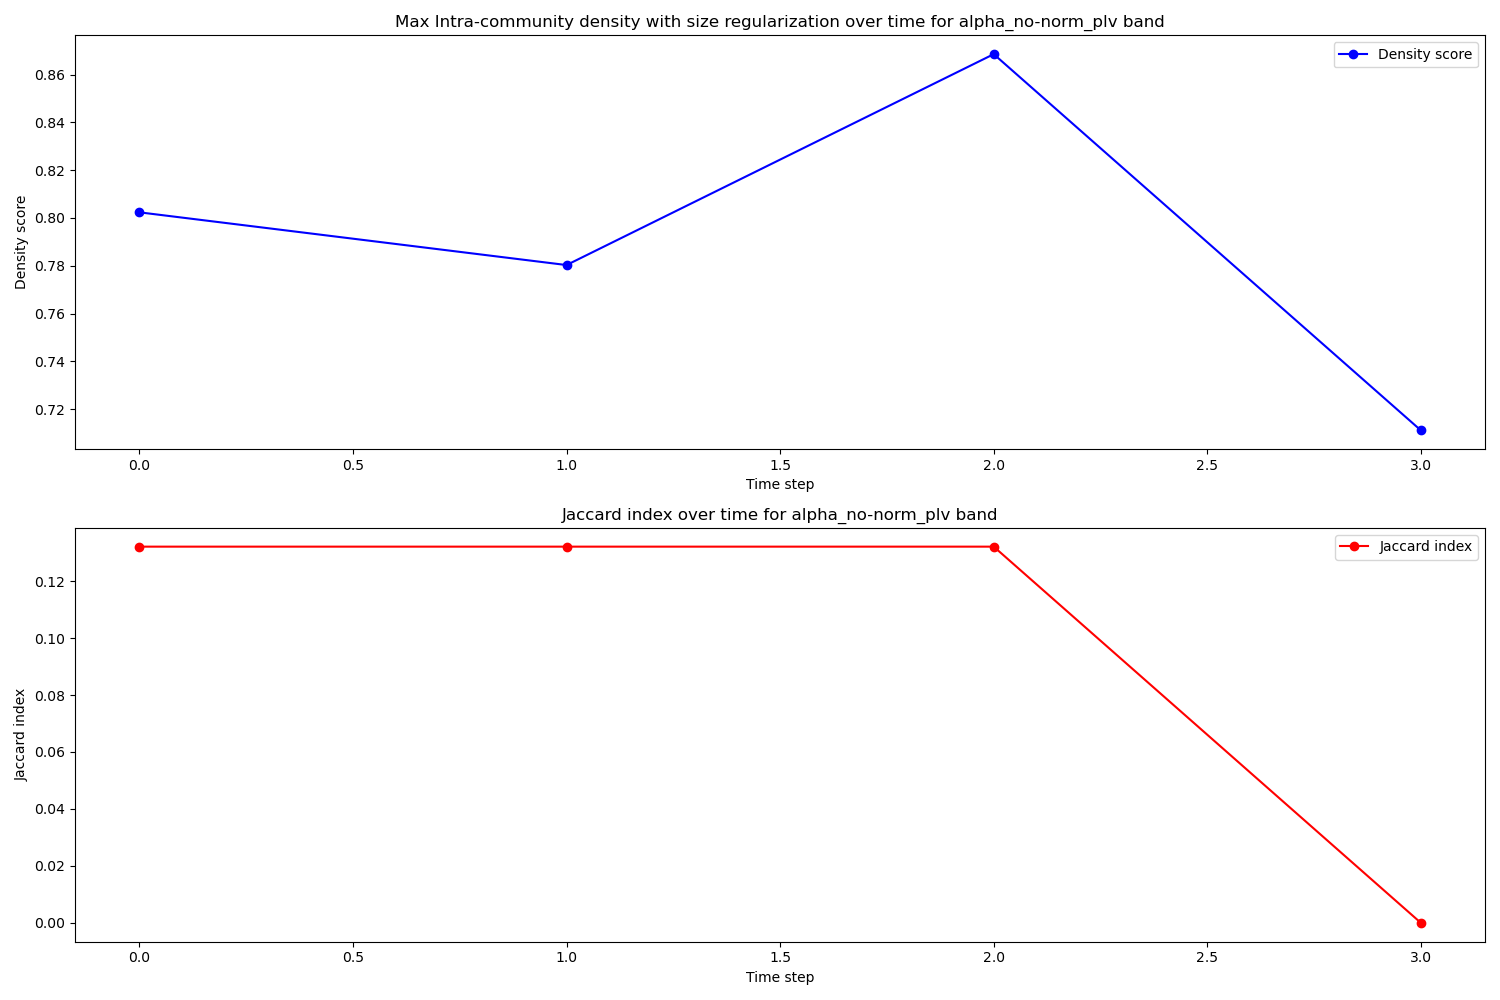 Max Intra-community density with size regularization over time for alpha_no-norm_plv band
Density score
0.86
0.84
0.82
0.80
0.78
0.76
0.74
0.72
Density score
0.0 0.5 1.0 1.5 2.0 2.5 3.0
Time step
Jaccard index over time for alpha_no-norm_plv band
Jaccard index
0.12
0.10
0.08
0.06
0.04
0.02
0.00
Jaccard index
0.0 0.5 1.0 1.5 2.0 2.5 3.0
Time step